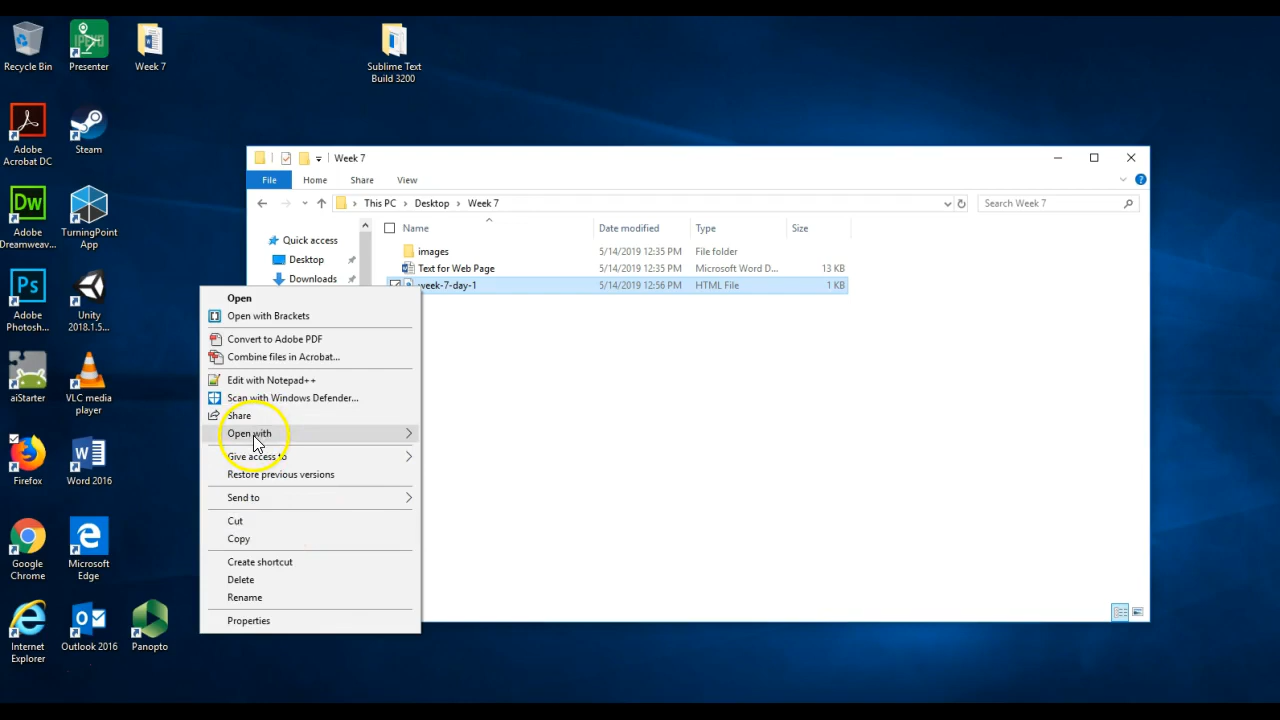 Recycle Bin
Presenter
Week 7
Sublime Text
Build 3200
Adobe
Acrobat DC
Steam
Dw
Adobe
Dreamweav...
TurningPoint
App
Ps
Adobe
Photosh...
Unity
2018.1.5...
aiStarter
VLC media
player
Firefox
Word 2016
Google
Chrome
Microsoft
Edge
Internet
Explorer
Outlook 2016
Panopto
Week 7
File
Home
Share
View
This PC
Desktop
Week 7
Search Week 7
Name
Date modified
Type
Size
Quick access
Desktop
Downloads
images 5/14/2019 12:35 PM File folder
Text for Web Page 5/14/2019 12:35 PM Microsoft Word D... 13 KB
week-7-day-1 5/14/2019 12:56 PM HTML File 1 KB
Open
Open with Brackets
Convert to Adobe PDF
Combine files in Acrobat...
Edit with Notepad++
Scan with Windows Defender...
Share
Open with
Give access to
Restore previous versions
Send to
Cut
Copy
Create shortcut
Delete
Rename
Properties